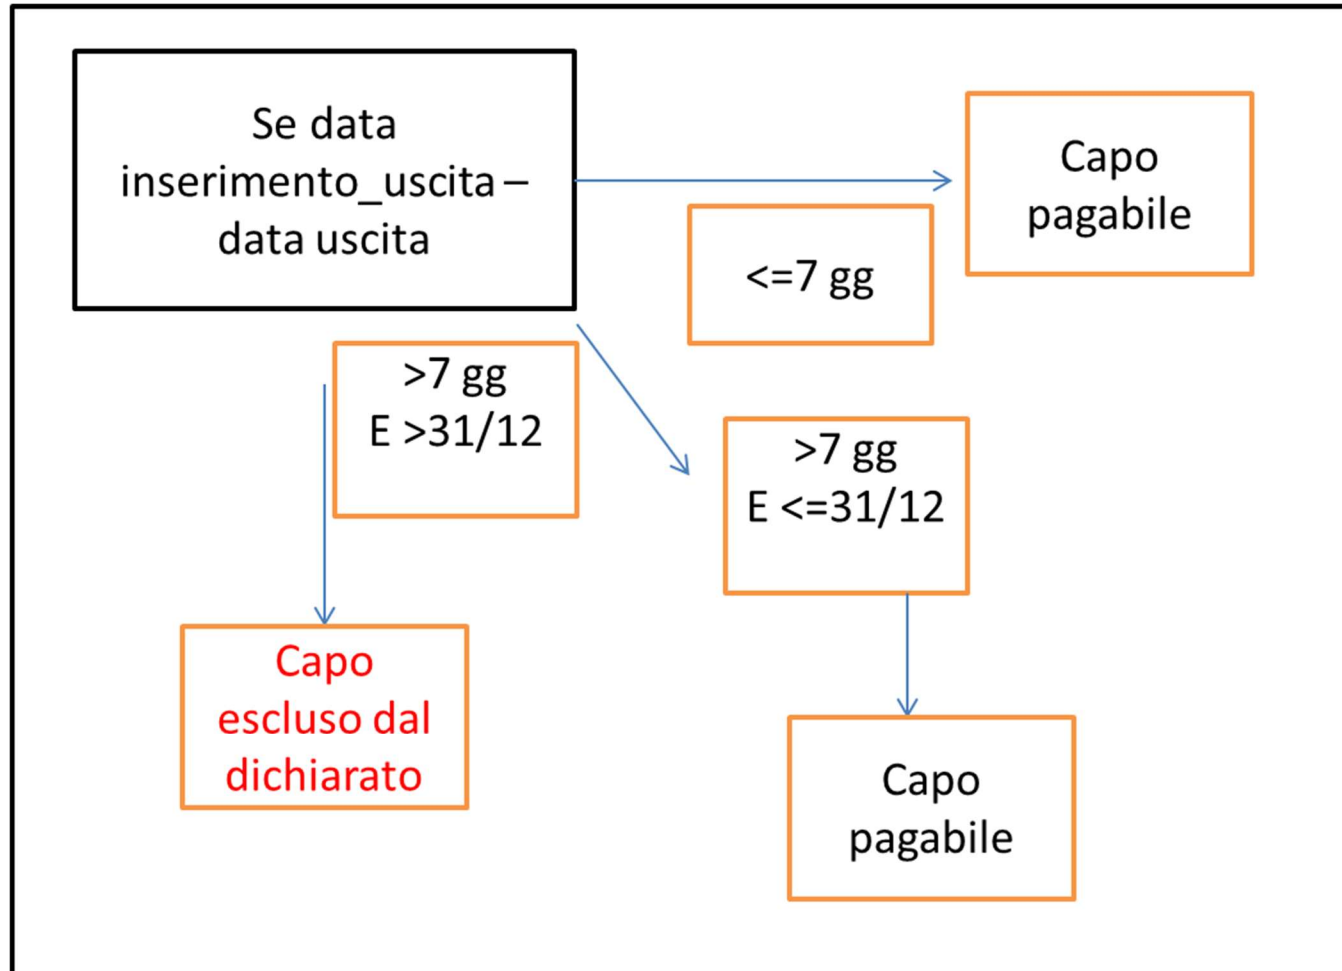 Se data
inserimento_uscita –
data uscita
Capo
pagabile
<=7 gg
>7 gg
E >31/12
>7 gg
E <=31/12
Capo
escluso dal
dichiarato
Capo
pagabile